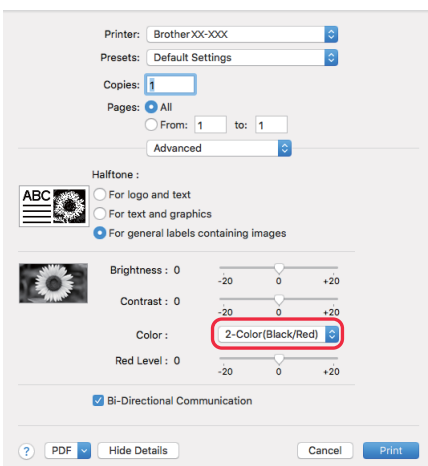 Printer: Brother XX-XXX
Presets: Default Settings
Copies: 1
Pages: All
From: 1 to: 1
Advanced
Halftone :
ABC
For logo and text
For text and graphics
For general labels containing images
Brightness : 0
-20 0 +20
Contrast : 0
-20 0 +20
Color : 2-Color(Black/Red)
Red Level : 0
-20 0 +20
Bi-Directional Communication
? PDF Hide Details Cancel Print